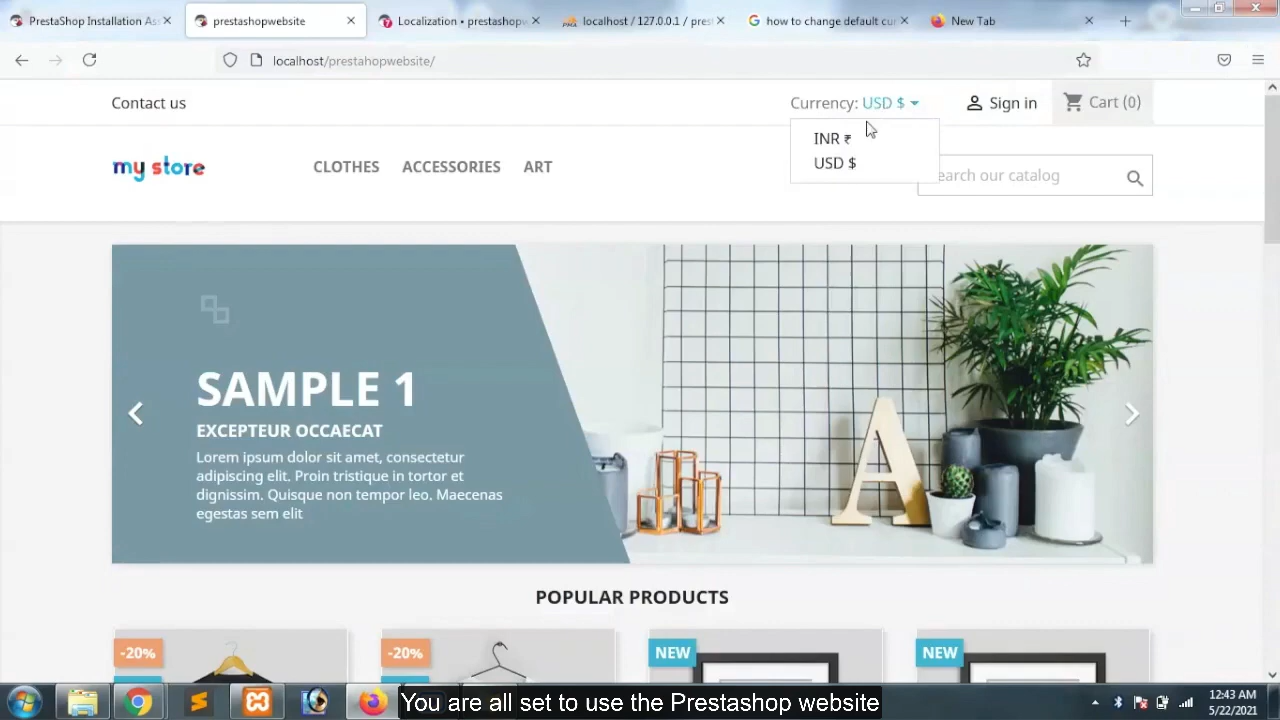 PrestaShop Installation Ass
prestashopwebsite
Localization • prestashopw
localhost / 127.0.0.1 / prest
how to change default cur
New Tab
localhost/prestahopwebsite/
Contact us
Currency: USD $
Sign in
Cart (0)
INR ₹
USD $
my store
CLOTHES
ACCESSORIES
ART
earch our catalog
SAMPLE 1
EXCEPTEUR OCCAECAT
Lorem ipsum dolor sit amet, consectetur
adipiscing elit. Proin tristique in tortor et
dignissim. Quisque non tempor leo. Maecenas
egestas sem elit
POPULAR PRODUCTS
-20%
-20%
NEW
NEW
You are all set to use the Prestashop website
12:43 AM
5/22/2021